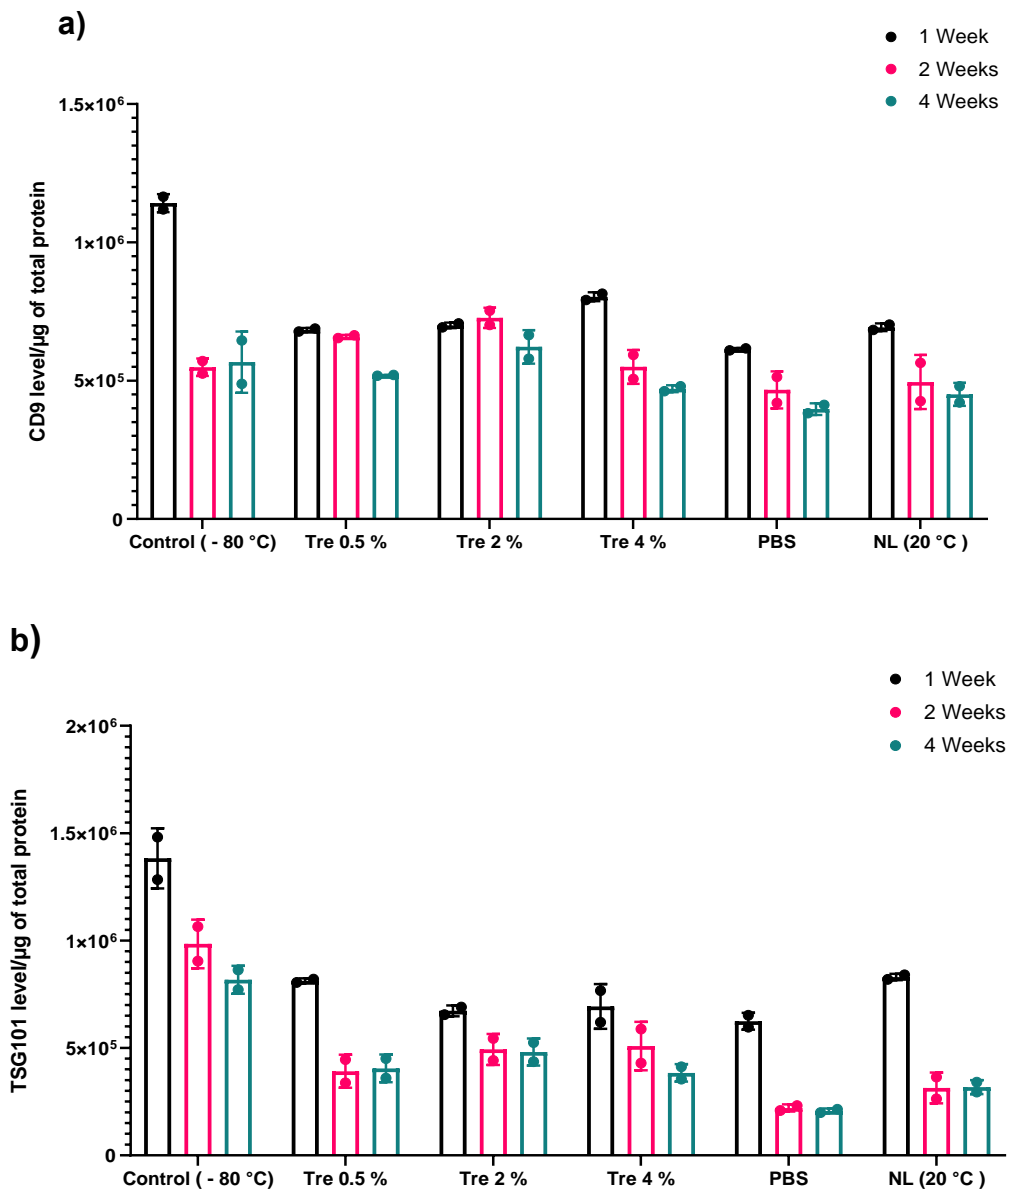 a)
1 Week
2 Weeks
4 Weeks
1.5×10⁶
1×10⁶
5×10⁵
0
CD9 level/µg of total protein
Control ( - 80 °C) Tre 0.5 % Tre 2 % Tre 4 % PBS NL (20 °C )
b)
1 Week
2 Weeks
4 Weeks
2×10⁶
1.5×10⁶
1×10⁶
5×10⁵
0
TSG101 level/µg of total protein
Control ( - 80 °C) Tre 0.5 % Tre 2 % Tre 4 % PBS NL (20 °C )